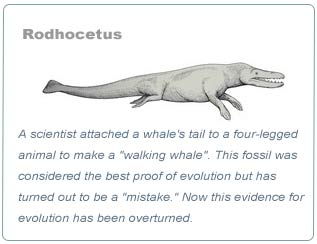 Rodhocetus
A scientist attached a whale's tail to a four-legged
animal to make a "walking whale". This fossil was
considered the best proof of evolution but has
turned out to be a "mistake." Now this evidence for
evolution has been overturned.